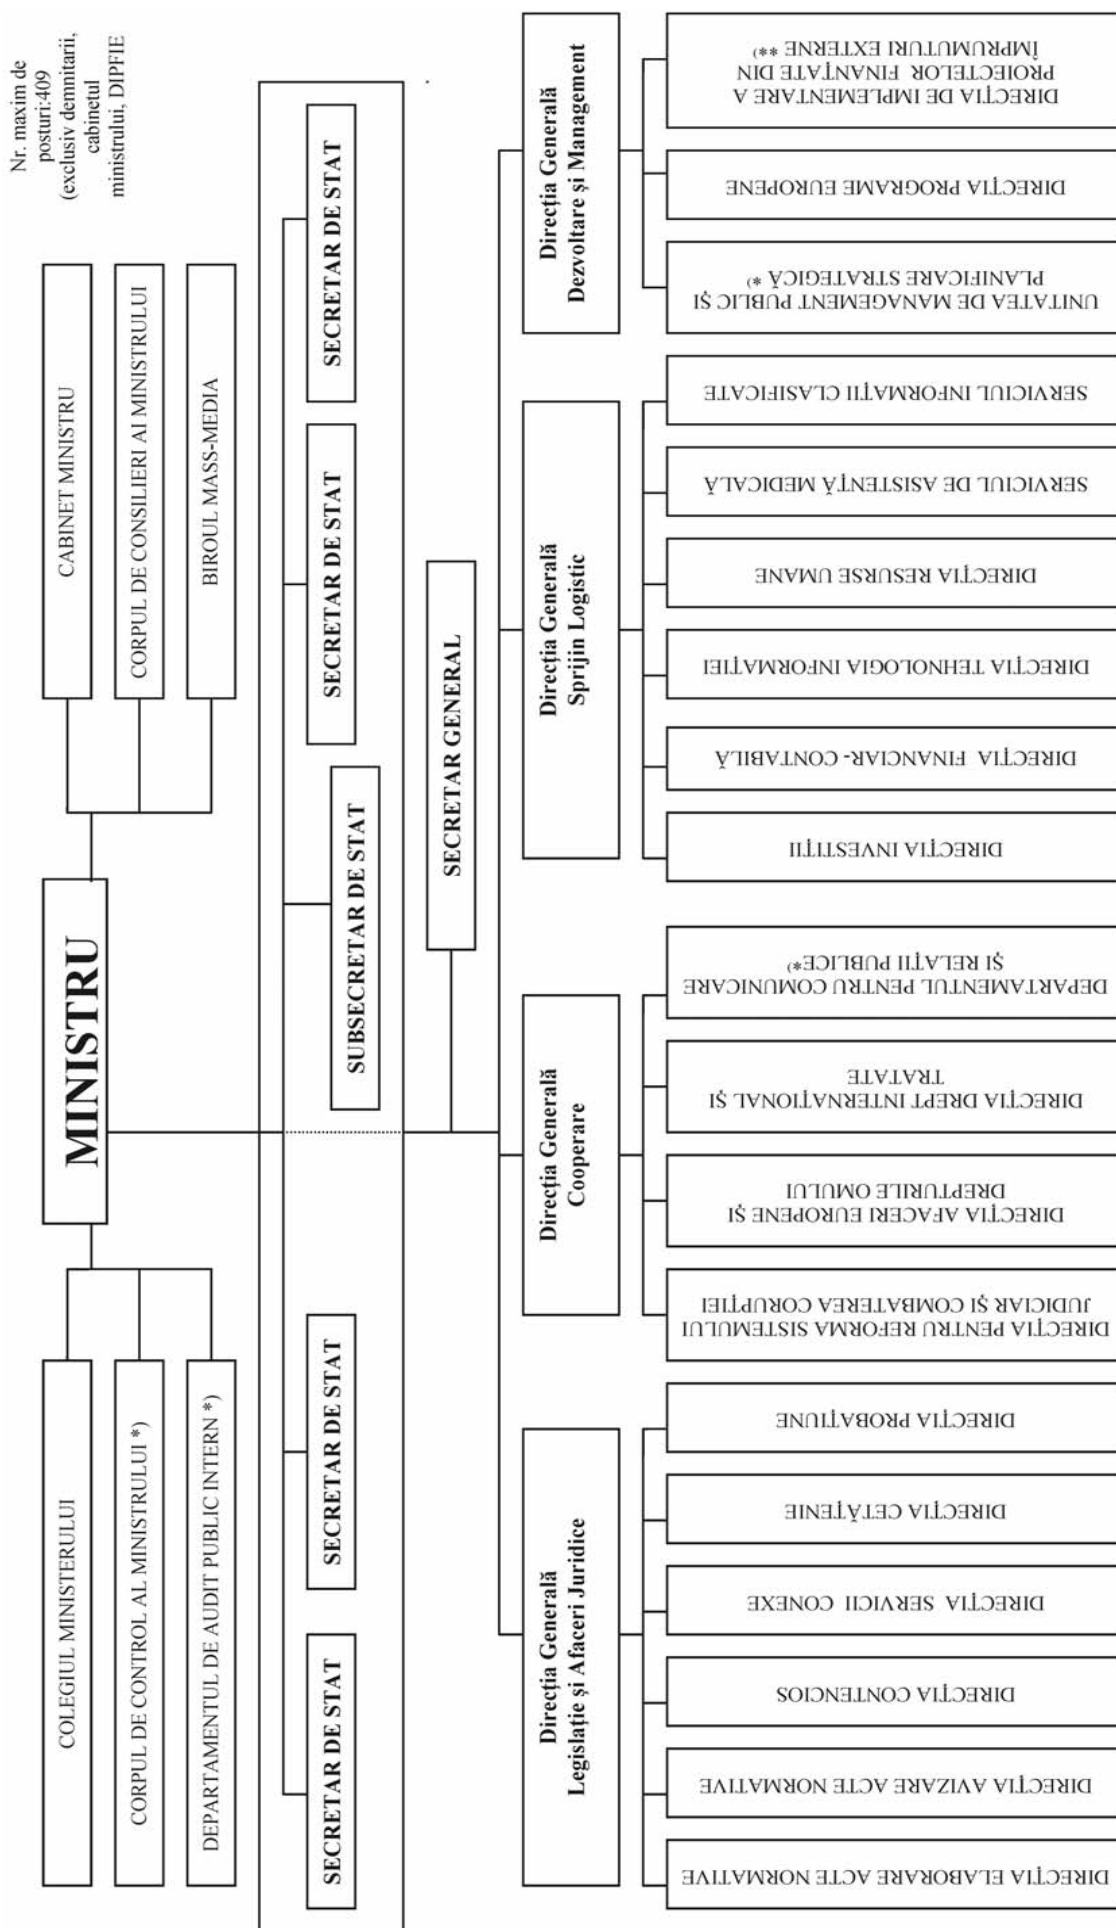 Nr. maxim de
posturi:409
(exclusiv demnitarii,
cabinetul
ministrului, DIPFIE
MINISTRU
COLEGIUL MINISTERULUI
CORPUL DE CONTROL AL MINISTRULUI *)
DEPARTAMENTUL DE AUDIT PUBLIC INTERN *)
CABINET MINISTRU
CORPUL DE CONSILIERI AI MINISTRULUI
BIROUL MASS-MEDIA
SECRETAR DE STAT
SECRETAR DE STAT
SUBSECRETAR DE STAT
SECRETAR DE STAT
SECRETAR DE STAT
SECRETAR GENERAL
Direcția Generală
Legislație și Afaceri Juridice
Direcția Generală
Cooperare
Direcția Generală
Sprijin Logistic
Direcția Generală
Dezvoltare și Management
DIRECȚIA ELABORARE ACTE NORMATIVE
DIRECȚIA AVIZARE ACTE NORMATIVE
DIRECȚIA CONTENCIOS
DIRECȚIA SERVICII CONEXE
DIRECȚIA CETĂȚENIE
DIRECȚIA PROBAȚIUNE
DIRECȚIA PENTRU REFORMA SISTEMULUI
JUDICIAR ȘI COMBATEREA CORUPȚIEI
DIRECȚIA AFACERI EUROPENE ȘI
DREPTURILE OMULUI
DIRECȚIA DREPT INTERNAȚIONAL ȘI
TRATATE
DEPARTAMENTUL PENTRU COMUNICARE
ȘI RELAȚII PUBLICE*)
DIRECȚIA INVESTIȚII
DIRECȚIA FINANCIAR- CONTABILĂ
DIRECȚIA TEHNOLOGIA INFORMAȚIEI
DIRECȚIA RESURSE UMANE
SERVICIUL DE ASISTENȚĂ MEDICALĂ
SERVICIUL INFORMAȚII CLASIFICATE
UNITATEA DE MANAGEMENT PUBLIC ȘI
PLANIFICARE STRATEGICĂ *)
DIRECȚIA PROGRAME EUROPENE
DIRECȚIA DE IMPLEMENTARE A
PROIECTELOR FINANȚATE DIN
ÎMPRUMUTURI EXTERNE **)